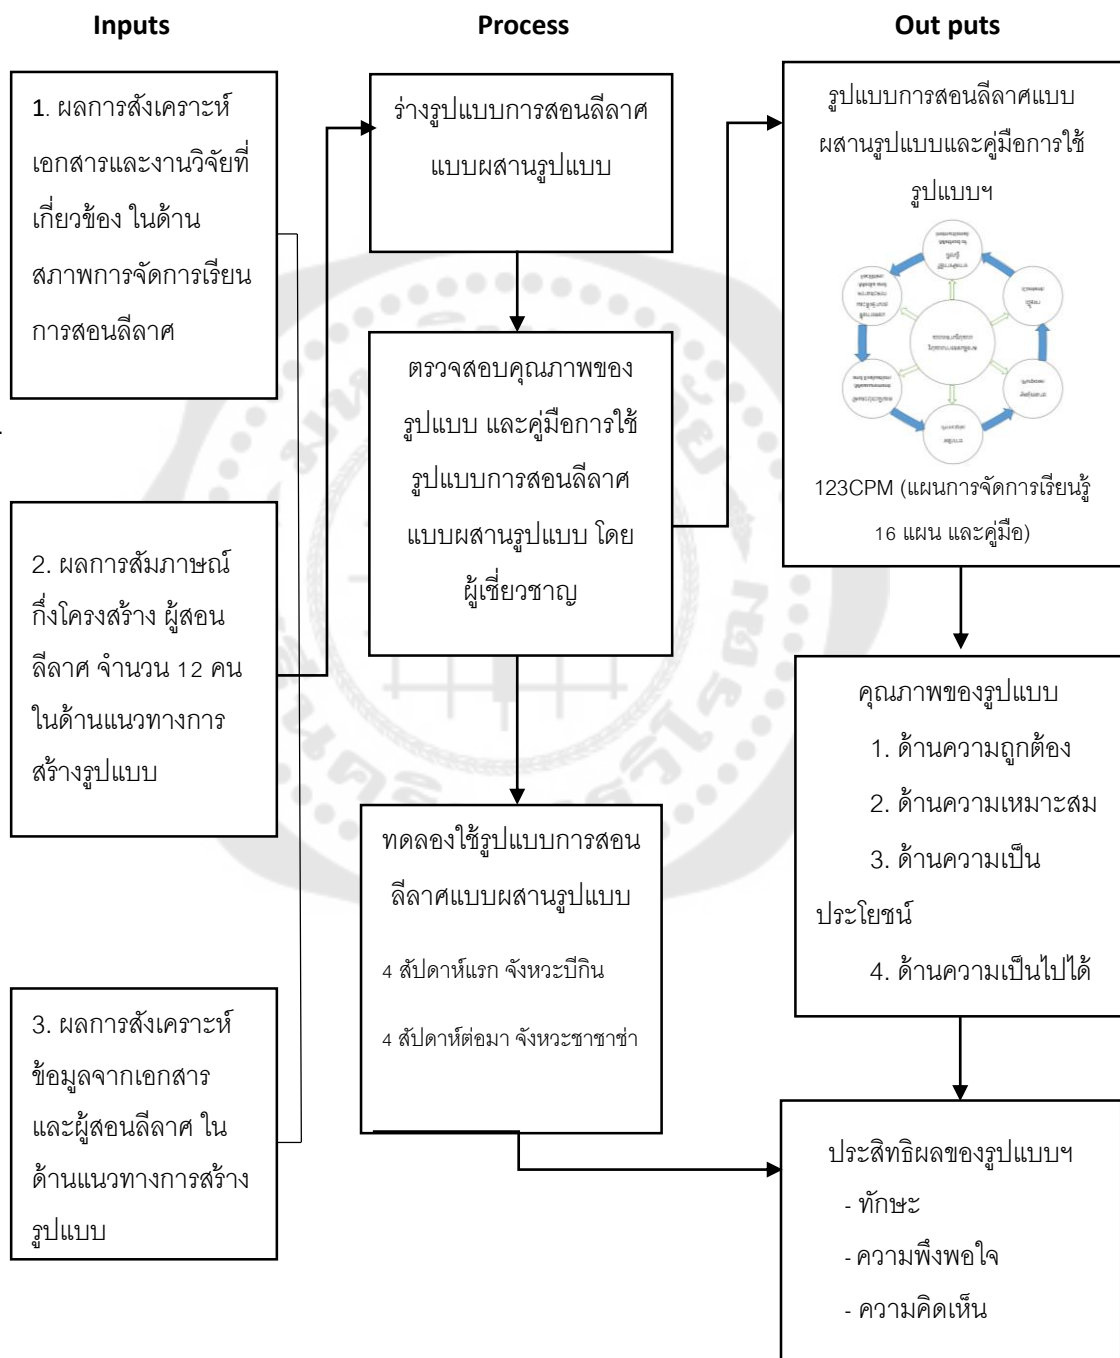 Inputs
Process
Out puts
1. ผลการสังเคราะห์
เอกสารและงานวิจัยที่
เกี่ยวข้อง ในด้าน
สภาพการจัดการเรียน
การสอนลีลาศ
2. ผลการสัมภาษณ์
กึ่งโครงสร้าง ผู้สอน
ลีลาศ จำนวน 12 คน
ในด้านแนวทางการ
สร้างรูปแบบ
3. ผลการสังเคราะห์
ข้อมูลจากเอกสาร
และผู้สอนลีลาศ ใน
ด้านแนวทางการสร้าง
รูปแบบ
ร่างรูปแบบการสอนลีลาศ
แบบผสานรูปแบบ
ตรวจสอบคุณภาพของ
รูปแบบ และคู่มือการใช้
รูปแบบการสอนลีลาศ
แบบผสานรูปแบบ โดย
ผู้เชี่ยวชาญ
ทดลองใช้รูปแบบการสอน
ลีลาศแบบผสานรูปแบบ
4 สัปดาห์แรก จังหวะบีกิน
4 สัปดาห์ต่อมา จังหวะชาชาช่า
รูปแบบการสอนลีลาศแบบ
ผสานรูปแบบและคู่มือการใช้
รูปแบบฯ
123CPM (แผนการจัดการเรียนรู้
16 แผน และคู่มือ)
คุณภาพของรูปแบบ
1. ด้านความถูกต้อง
2. ด้านความเหมาะสม
3. ด้านความเป็น
ประโยชน์
4. ด้านความเป็นไปได้
ประสิทธิผลของรูปแบบฯ
- ทักษะ
- ความพึงพอใจ
- ความคิดเห็น